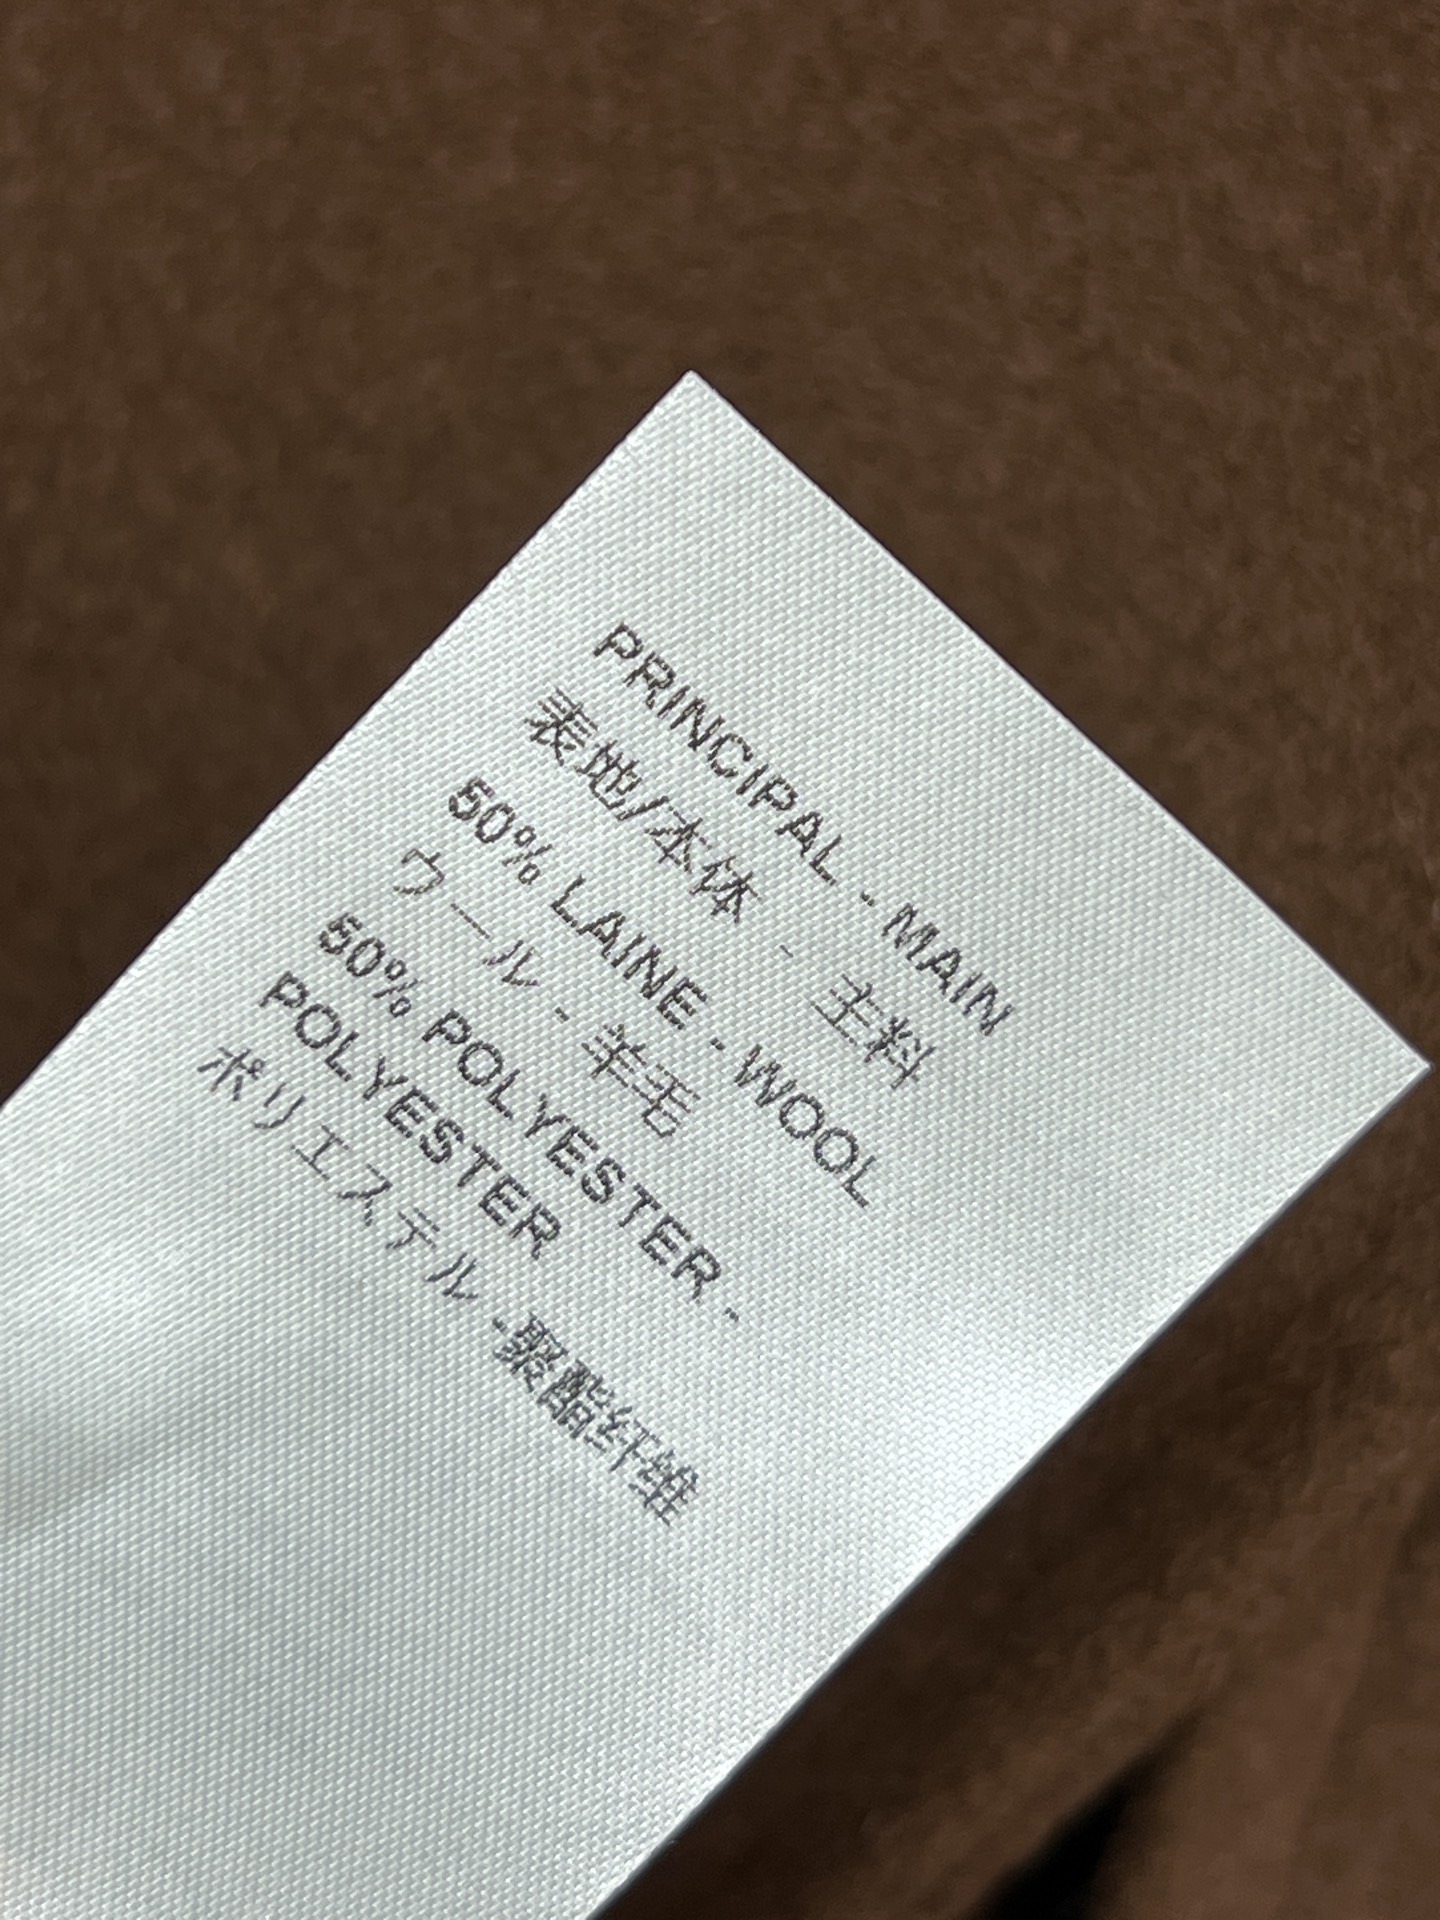 PRINCIPAL - MAIN
表地/本体 - 主料
50% LAINE - WOOL
ウール - 羊毛
50% POLYESTER -
POLYESTER
ポリエステル - 聚酯纤维